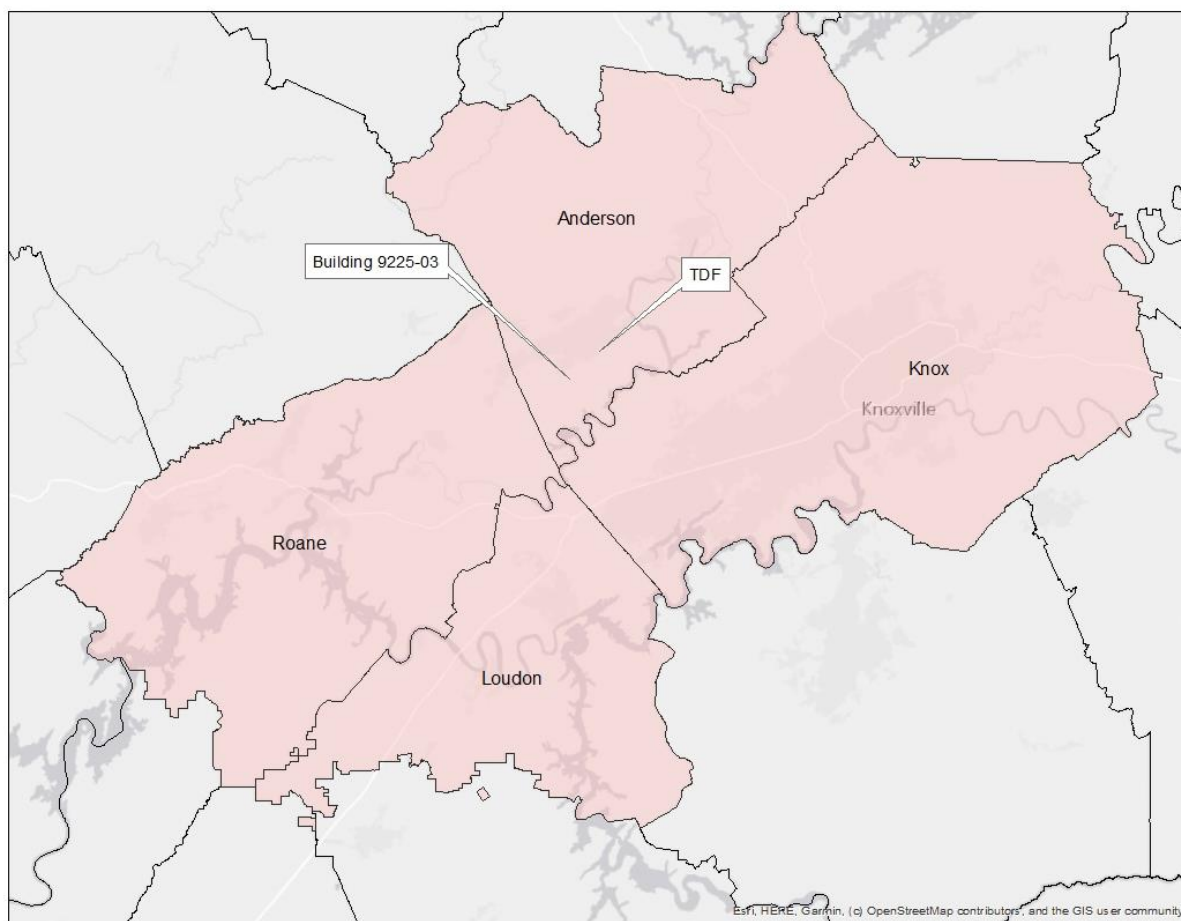 Anderson
Building 9225-03
TDF
Knox
Knoxville
Roane
Loudon
Esri, HERE, Garmin, (c) OpenStreetMap contributors, and the GIS user community